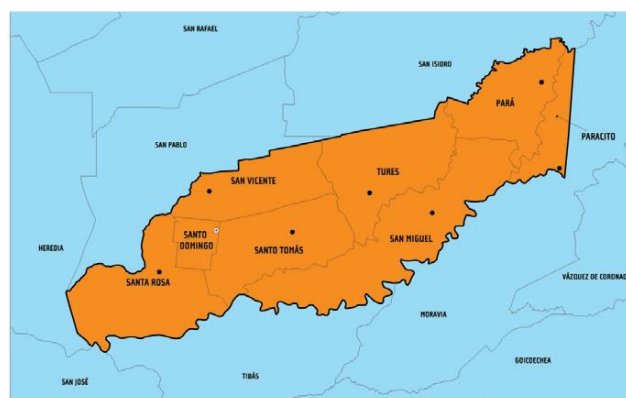 SAN RAFAEL
SAN ISIDRO
PARÁ
PARACITO
SAN PABLO
TURES
SAN VICENTE
SANTO
DOMINGO
SANTO TOMÁS
SAN MIGUEL
HEREDIA
SANTA ROSA
VÁZQUEZ DE CORONAD
MORAVIA
GOICOECHEA
TIBÁS
SAN JOSÉ